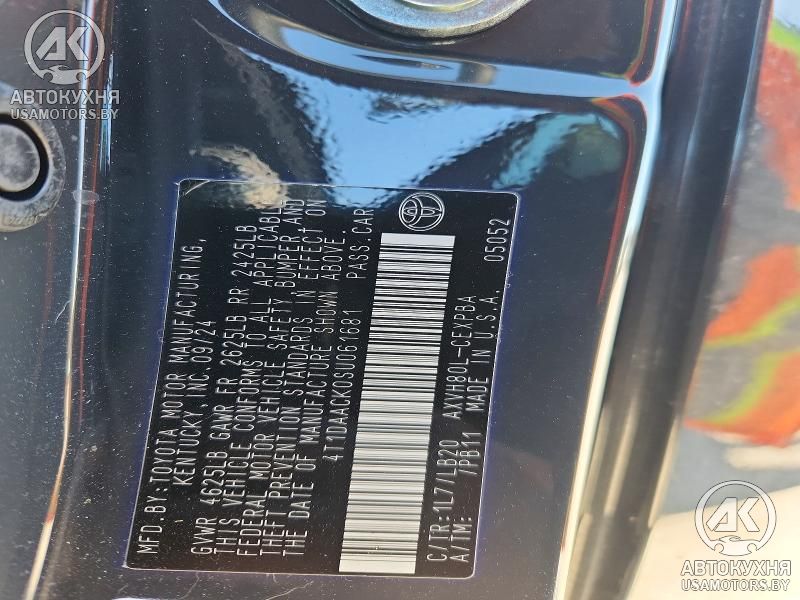 AK
АВТОКУХНЯ
USAMOTORS.BY
MFD.BY:TOYOTA MOTOR MANUFACTURING,
KENTUCKY, INC. 09/24
GVWR 4625LB GAWR FR 2625LB RR 2425LB
THIS VEHICLE CONFORMS TO ALL APPLICABLE
FEDERAL MOTOR VEHICLE SAFETY, BUMPER, AND
THEFT PREVENTION STANDARDS IN EFFECT ON
THE DATE OF MANUFACTURE SHOWN ABOVE.
4T1DAACK0SU061681 PASS.CAR
C/TR:1L7/LB20 AXVH80L-CEXPBA
A/TM: /PB11 MADE IN U.S.A. 05052
AK
АВТОКУХНЯ
USAMOTORS.BY